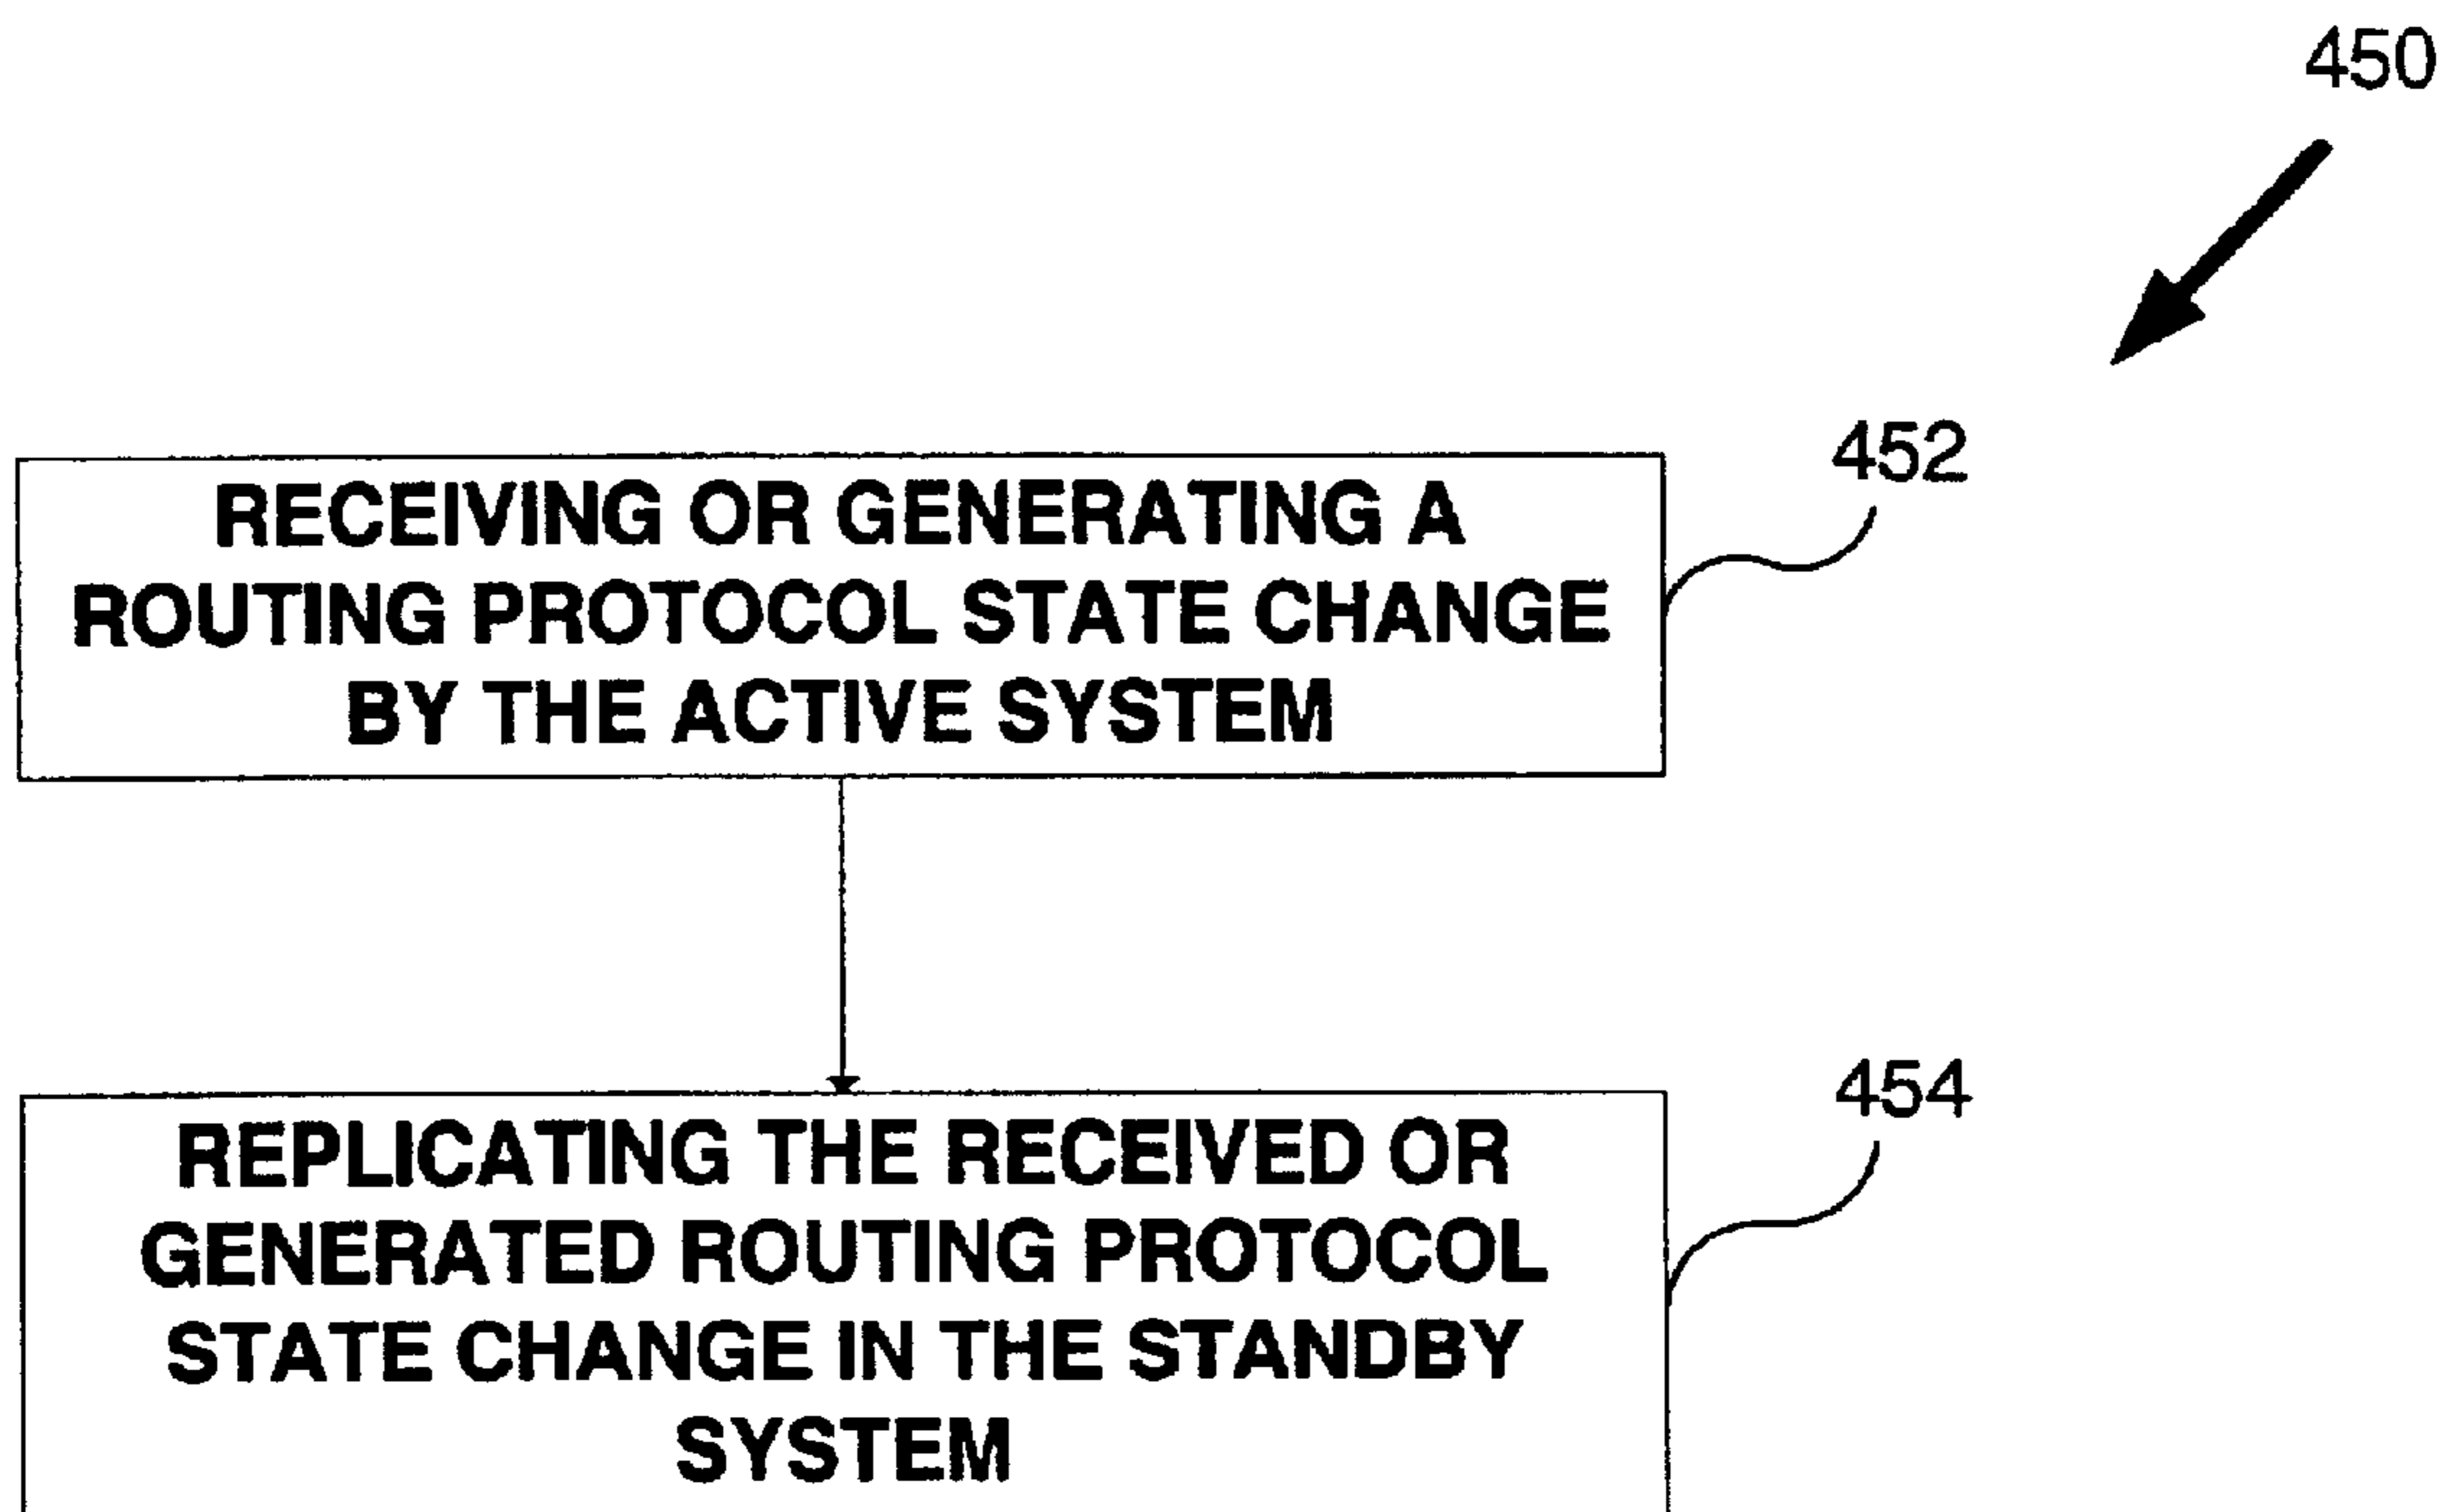 450
452
RECEIVING OR GENERATING A
ROUTING PROTOCOL STATE CHANGE
BY THE ACTIVE SYSTEM
454
REPLICATING THE RECEIVED OR
GENERATED ROUTING PROTOCOL
STATE CHANGE IN THE STANDBY
SYSTEM